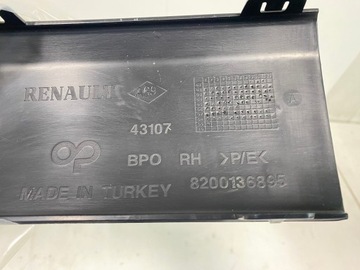 RENAULT
43107
BPO RH >P/E<
MADE IN TURKEY 8200136895